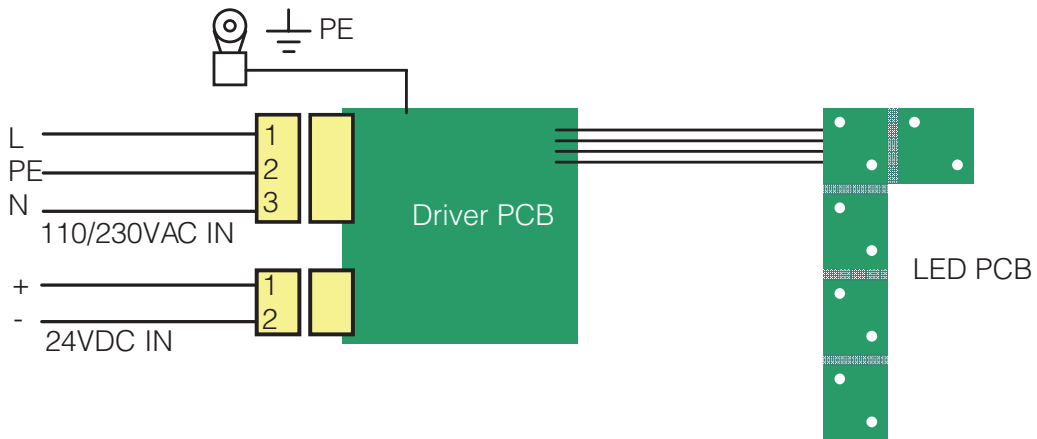 PE
L
PE
N
1
2
3
110/230VAC IN
Driver PCB
+
-
1
2
24VDC IN
LED PCB